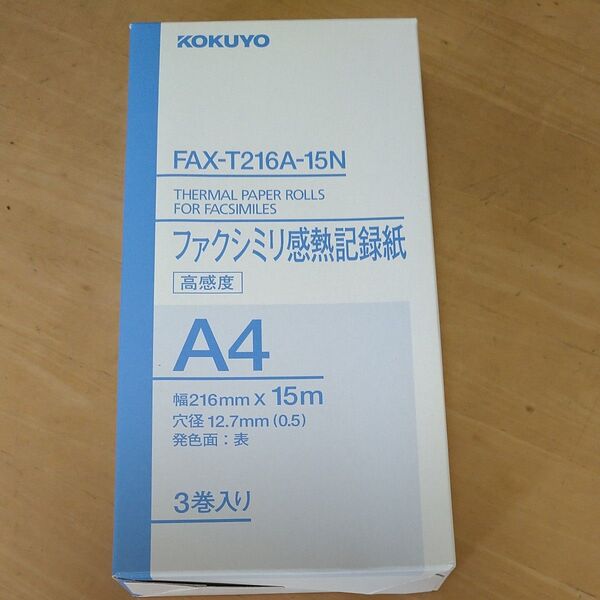 KOKUYO
FAX-T216A-15N
THERMAL PAPER ROLLS
FOR FACSIMILES
ファクシミリ感熱記録紙
高感度
A4
幅216mm X 15m
穴径 12.7mm (0.5)
発色面：表
3巻入り